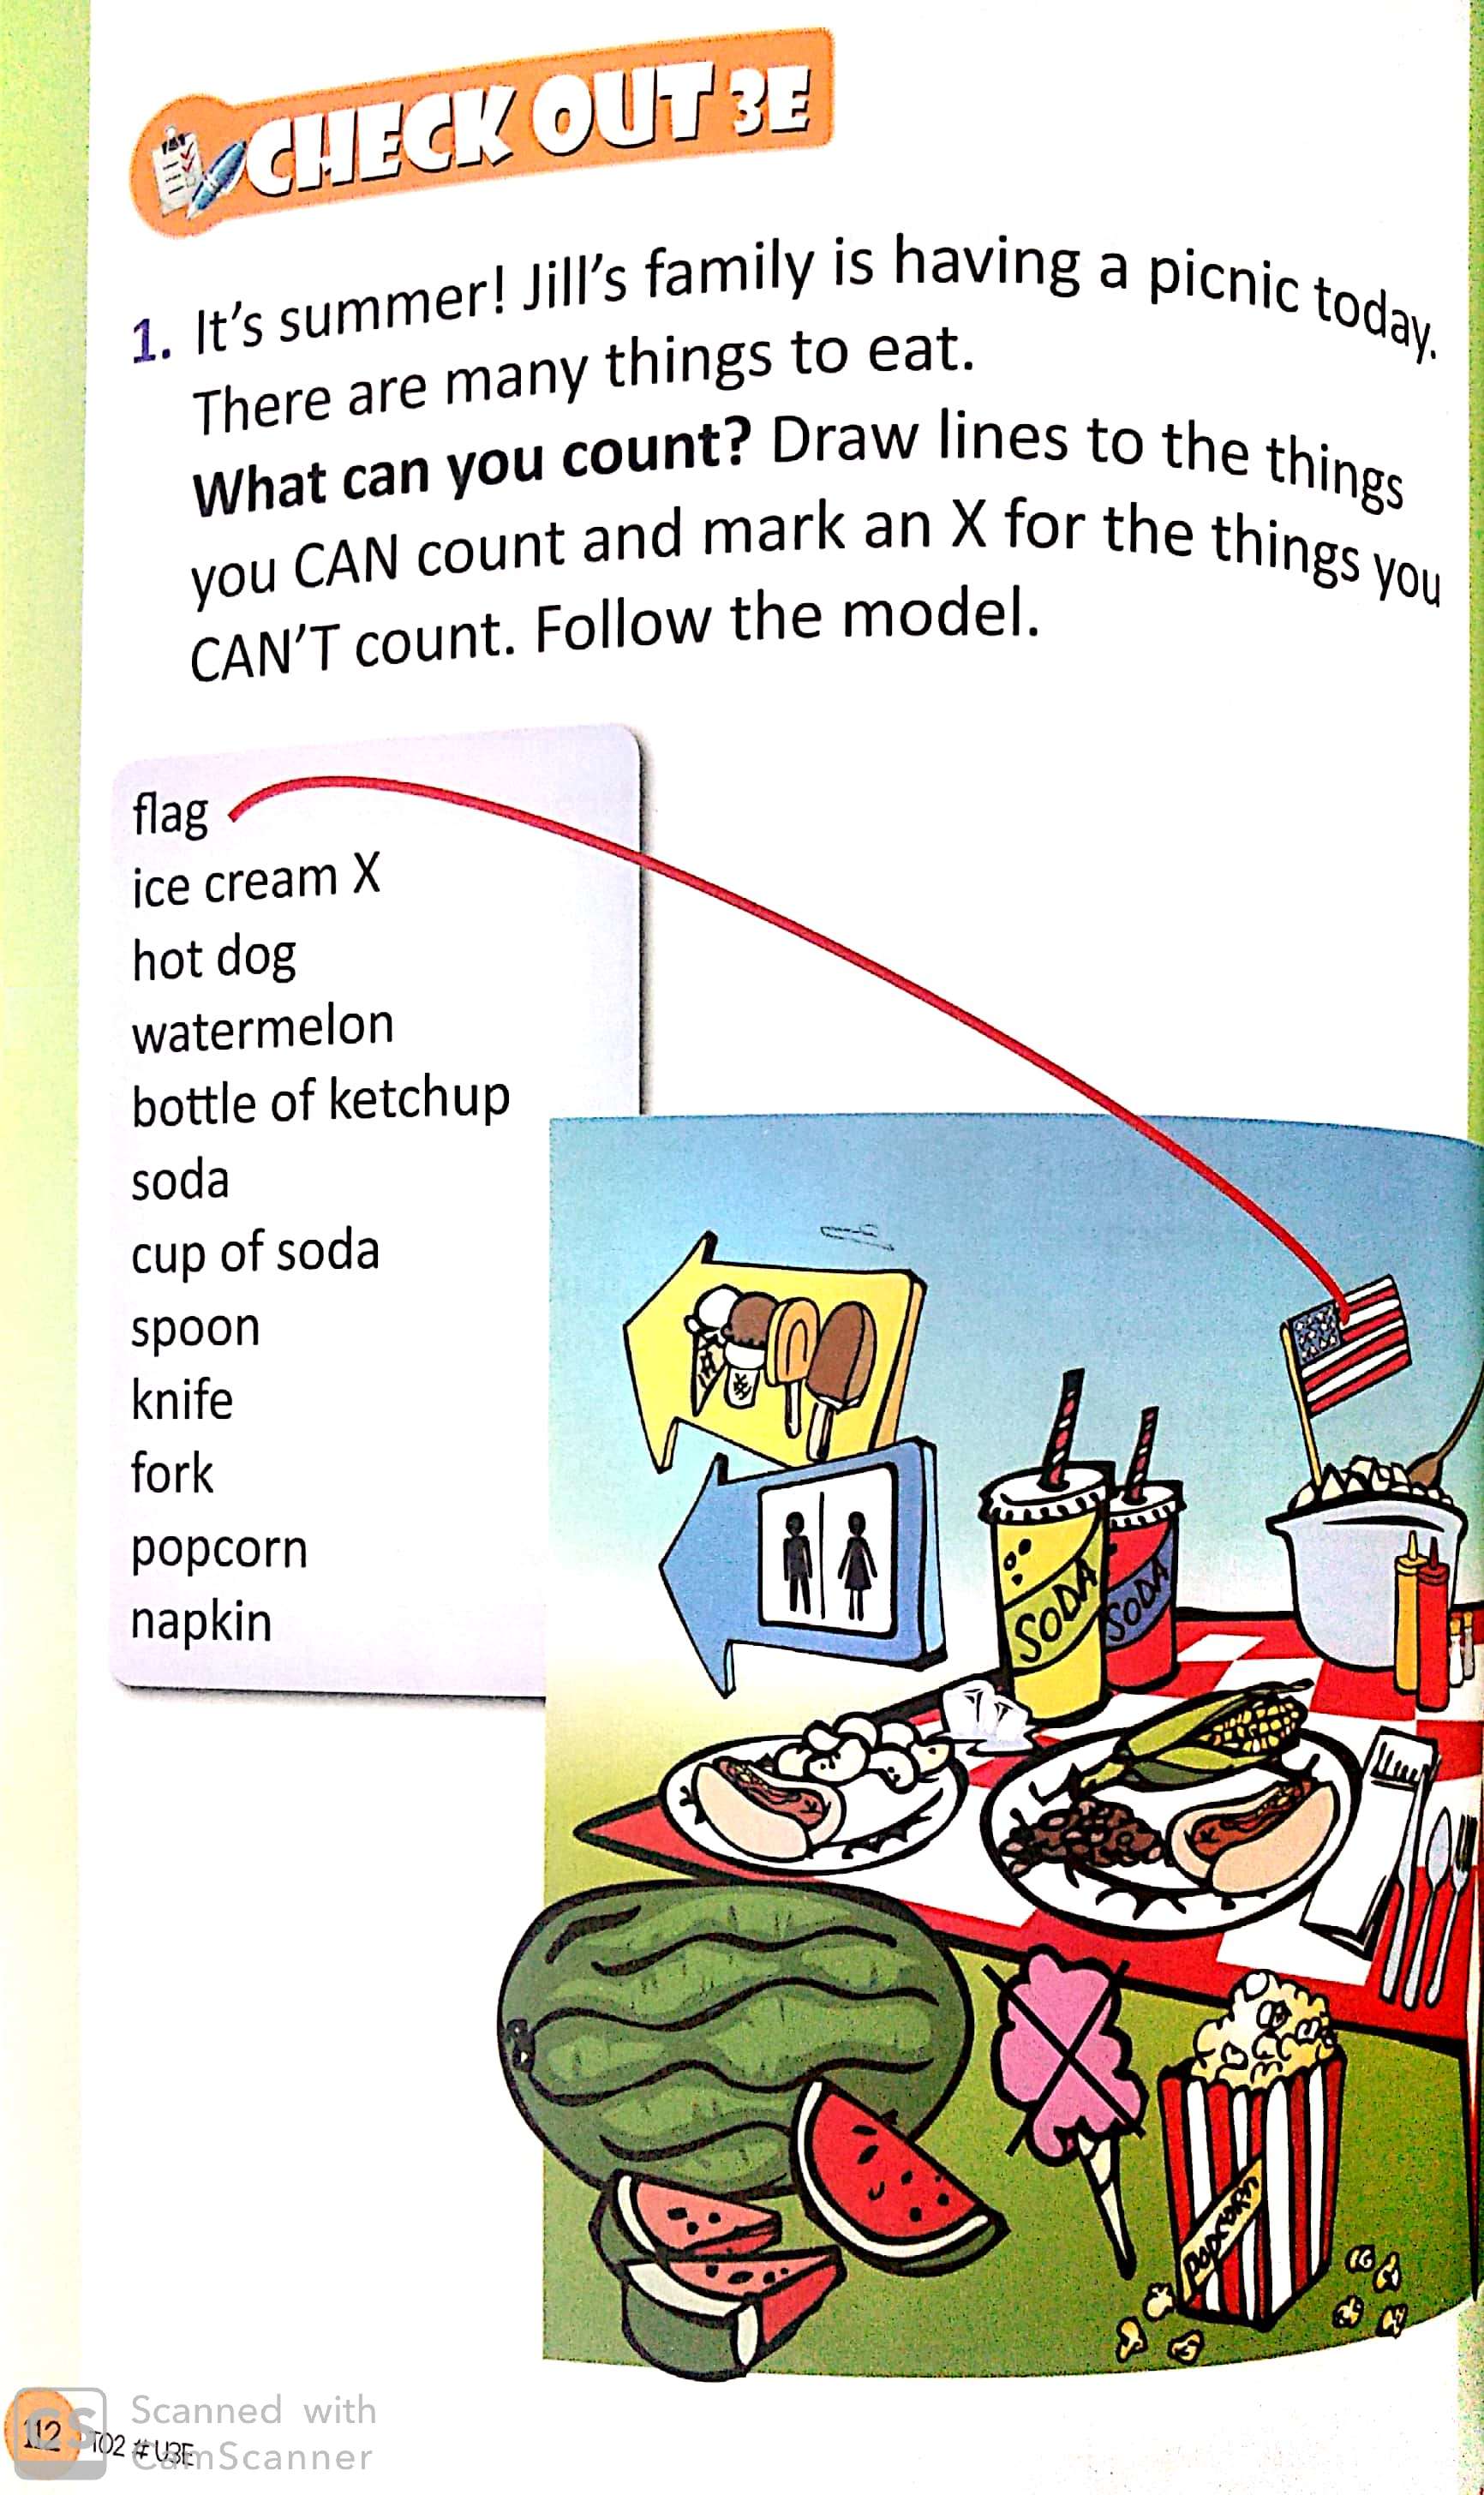 CHECK OUT 3E
1. It's summer! Jill's family is having a picnic today.
There are many things to eat.
What can you count? Draw lines to the things
you CAN count and mark an X for the things you
CAN'T count. Follow the model.
flag
ice cream X
hot dog
watermelon
bottle of ketchup
soda
cup of soda
spoon
knife
fork
popcorn
napkin
SODA
SODA
POPCORN
112 T02 # U3E
CS Scanned with
CamScanner